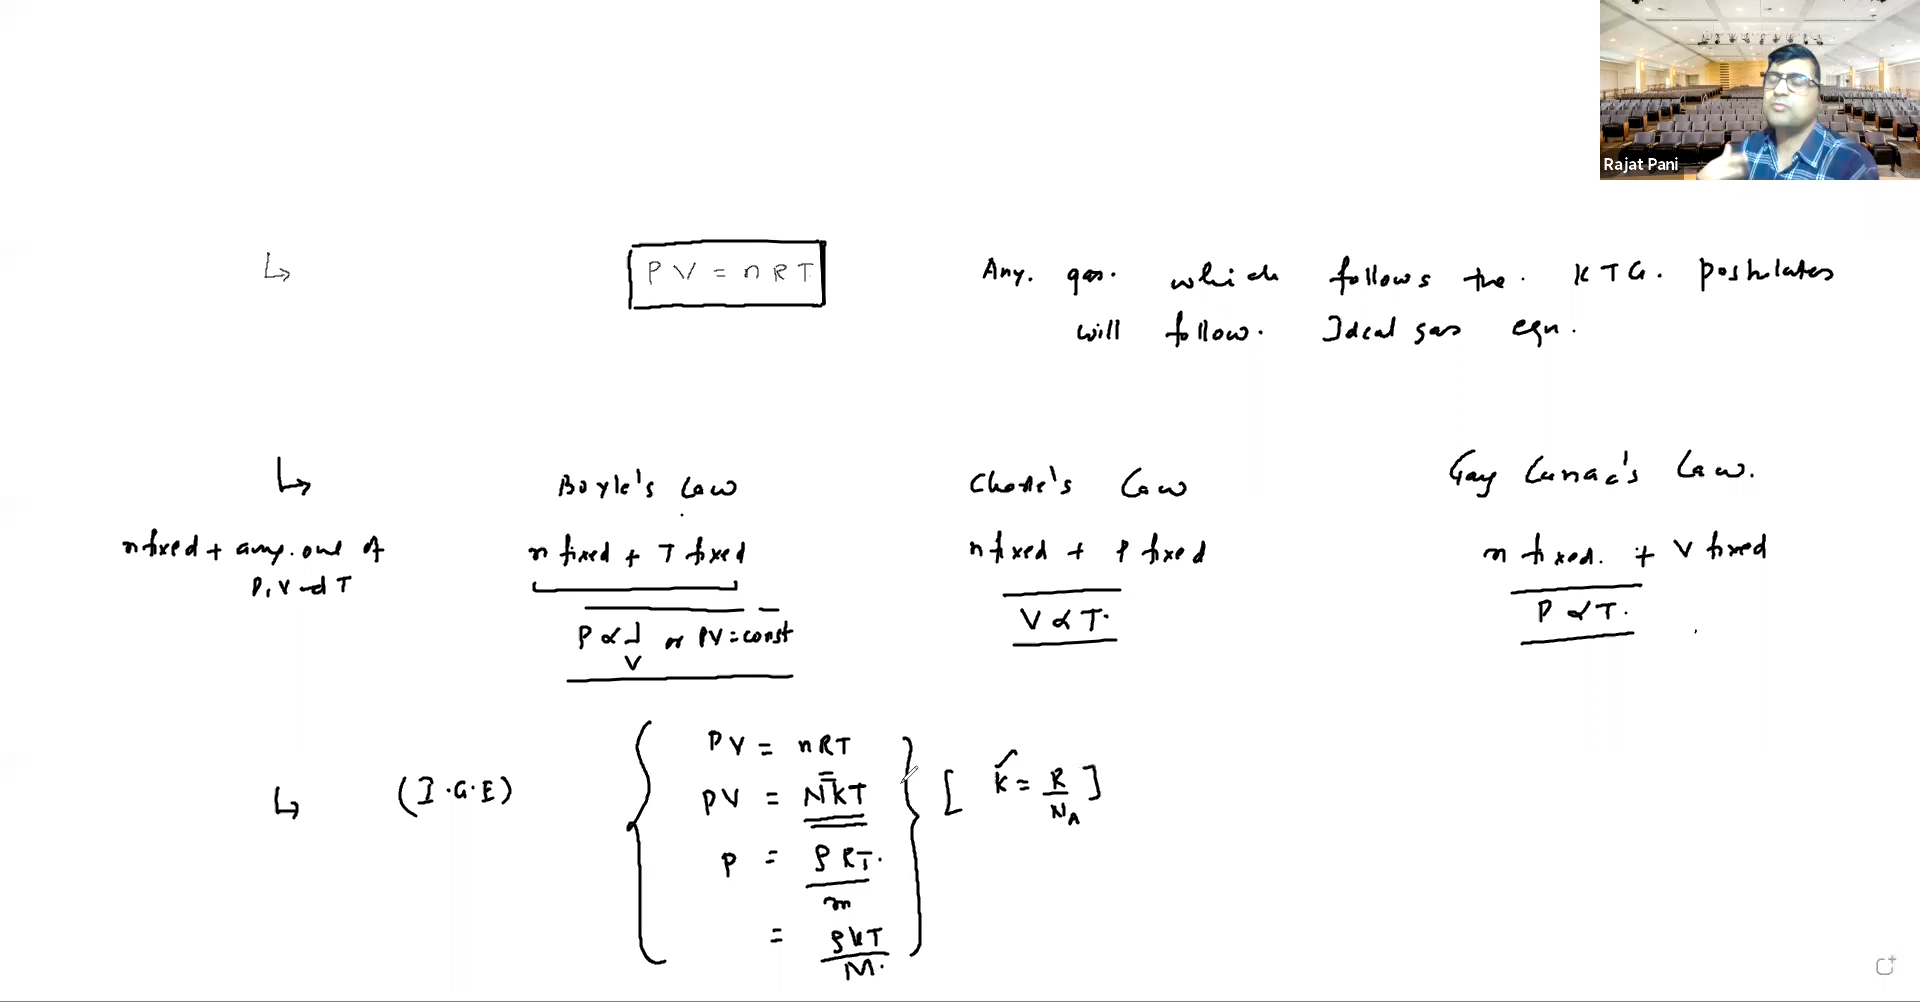 Rajat Pani
↳ PV = nRT Any. gas. which follows the. KTG. postulates
will follow. Ideal gas eqn.
↳ Boyle's Law Charle's Law Gay Lussac's Law.
n fixed + any. one of n fixed + T fixed n fixed + P fixed n fixed. + V fixed
P, V and T
P ∝ 1/V or PV = const V ∝ T. P ∝ T.
PV = nRT
↳ (I.G.E) PV = NkT [ k = R/N_A ]
P = ρRT./m
= ρkT/M.